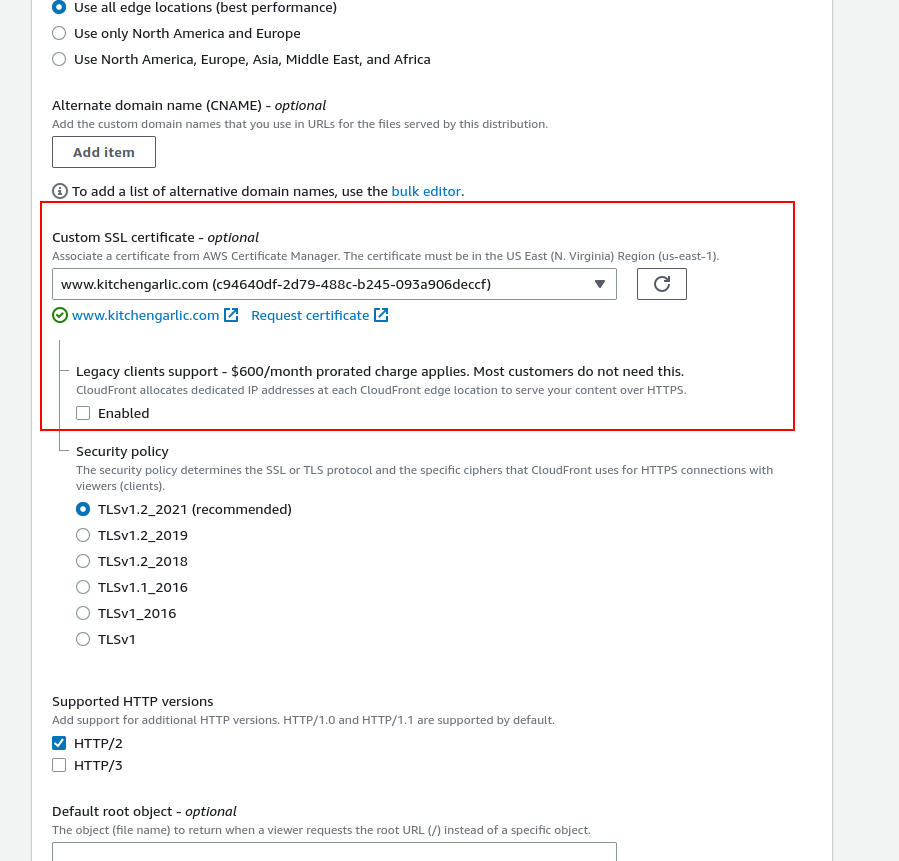 Use all edge locations (best performance)
Use only North America and Europe
Use North America, Europe, Asia, Middle East, and Africa
Alternate domain name (CNAME) - optional
Add the custom domain names that you use in URLs for the files served by this distribution.
Add item
To add a list of alternative domain names, use the bulk editor.
Custom SSL certificate - optional
Associate a certificate from AWS Certificate Manager. The certificate must be in the US East (N. Virginia) Region (us-east-1).
www.kitchengarlic.com (c94640df-2d79-488c-b245-093a906deccf)
www.kitchengarlic.com Request certificate
Legacy clients support - $600/month prorated charge applies. Most customers do not need this.
CloudFront allocates dedicated IP addresses at each CloudFront edge location to serve your content over HTTPS.
Enabled
Security policy
The security policy determines the SSL or TLS protocol and the specific ciphers that CloudFront uses for HTTPS connections with
viewers (clients).
TLSv1.2_2021 (recommended)
TLSv1.2_2019
TLSv1.2_2018
TLSv1.1_2016
TLSv1_2016
TLSv1
Supported HTTP versions
Add support for additional HTTP versions. HTTP/1.0 and HTTP/1.1 are supported by default.
HTTP/2
HTTP/3
Default root object - optional
The object (file name) to return when a viewer requests the root URL (/) instead of a specific object.